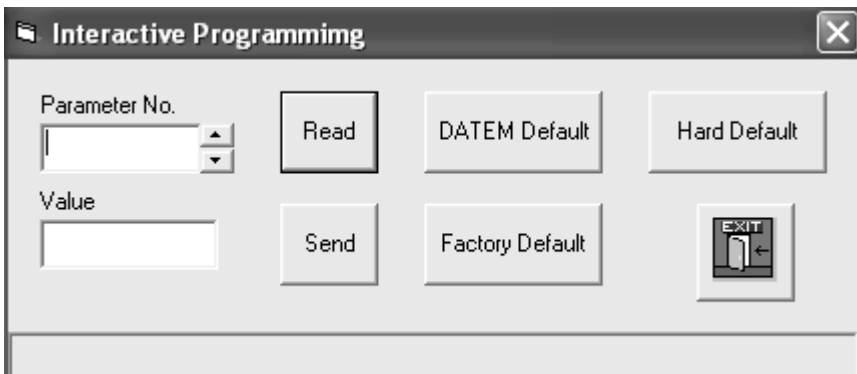 Interactive Programmimg
Parameter No.
Read
DATEM Default
Hard Default
Value
Send
Factory Default
EXIT